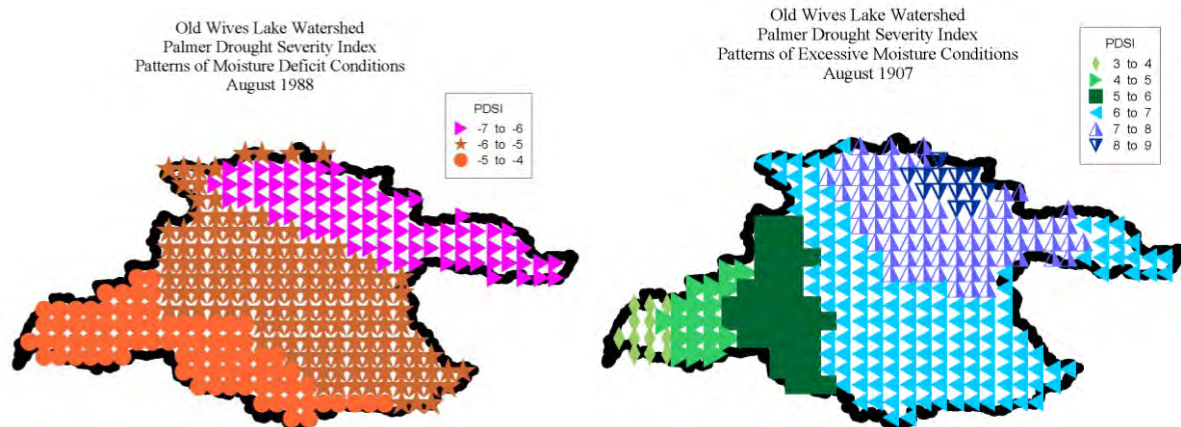 Old Wives Lake Watershed
Palmer Drought Severity Index
Patterns of Moisture Deficit Conditions
August 1988
PDSI
-7 to -6
-6 to -5
-5 to -4
Old Wives Lake Watershed
Palmer Drought Severity Index
Patterns of Excessive Moisture Conditions
August 1907
PDSI
3 to 4
4 to 5
5 to 6
6 to 7
7 to 8
8 to 9